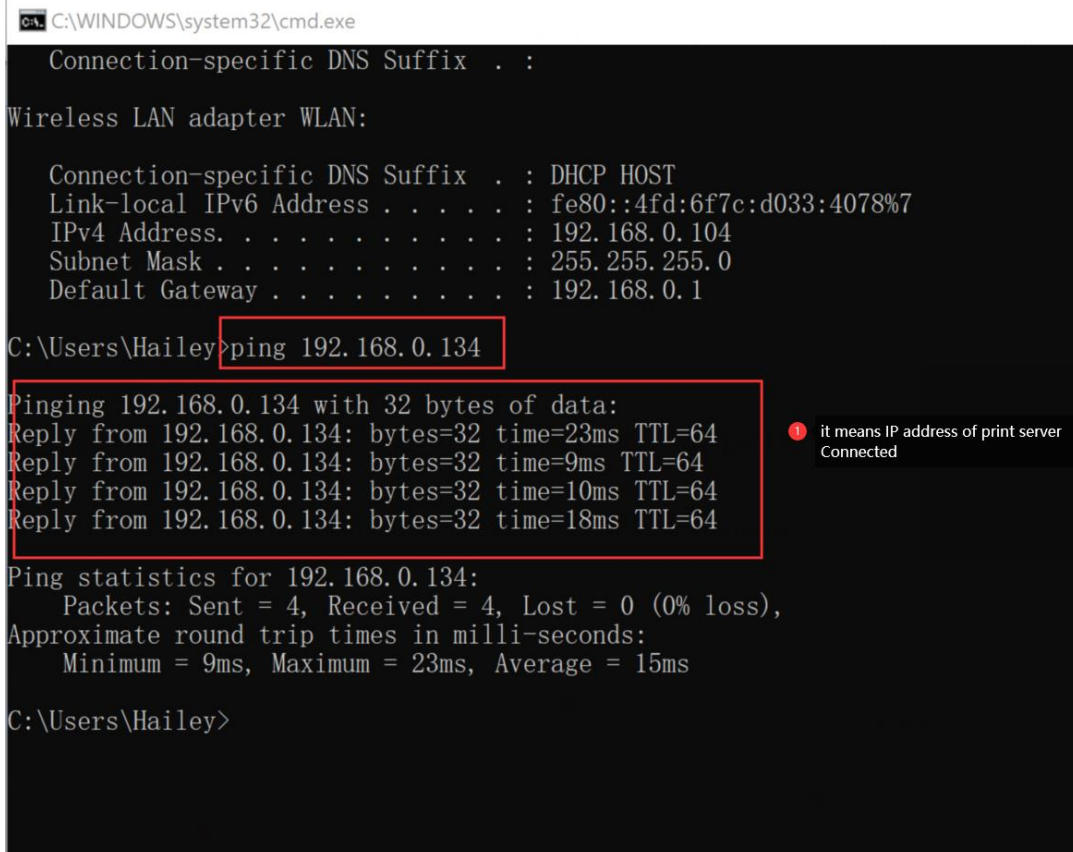 C:\WINDOWS\system32\cmd.exe
Connection-specific DNS Suffix . :
Wireless LAN adapter WLAN:
Connection-specific DNS Suffix . : DHCP HOST
Link-local IPv6 Address . . . . . : fe80::4fd:6f7c:d033:4078%7
IPv4 Address. . . . . . . . . . . : 192.168.0.104
Subnet Mask . . . . . . . . . . . : 255.255.255.0
Default Gateway . . . . . . . . . : 192.168.0.1
C:\Users\Hailey>ping 192.168.0.134
Pinging 192.168.0.134 with 32 bytes of data:
Reply from 192.168.0.134: bytes=32 time=23ms TTL=64
Reply from 192.168.0.134: bytes=32 time=9ms TTL=64
Reply from 192.168.0.134: bytes=32 time=10ms TTL=64
Reply from 192.168.0.134: bytes=32 time=18ms TTL=64
1 it means IP address of print server
Connected
Ping statistics for 192.168.0.134:
Packets: Sent = 4, Received = 4, Lost = 0 (0% loss),
Approximate round trip times in milli-seconds:
Minimum = 9ms, Maximum = 23ms, Average = 15ms
C:\Users\Hailey>